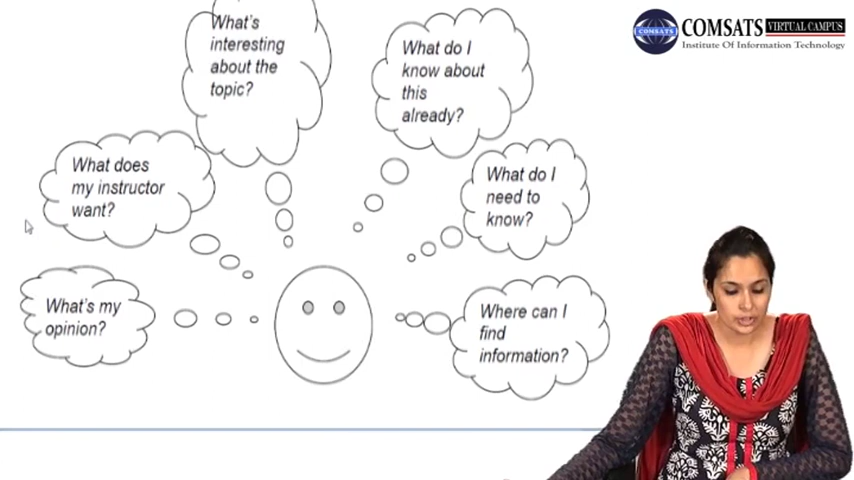 What's
interesting
about the
topic?
What do I
know about
this
already?
COMSATS VIRTUAL CAMPUS
COMSATS
Institute Of Information Technology
What does
my instructor
want?
What do I
need to
know?
What's my
opinion?
Where can I
find
information?